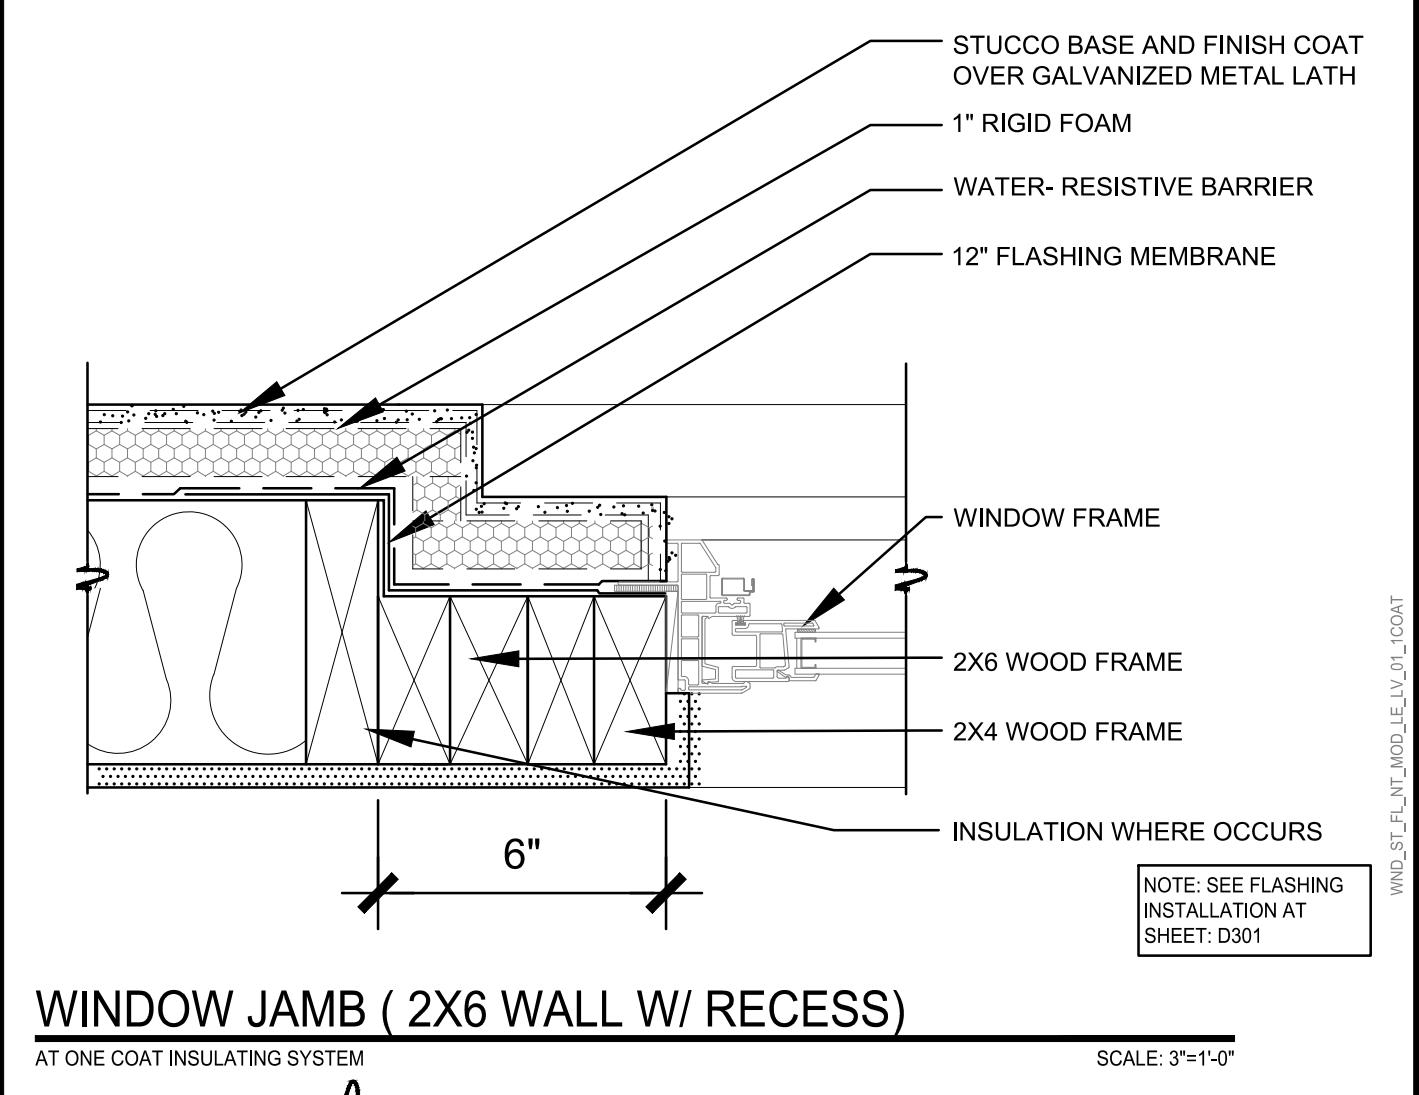 STUCCO BASE AND FINISH COAT
OVER GALVANIZED METAL LATH
1" RIGID FOAM
WATER- RESISTIVE BARRIER
12" FLASHING MEMBRANE
WINDOW FRAME
2X6 WOOD FRAME
2X4 WOOD FRAME
INSULATION WHERE OCCURS
6"
NOTE: SEE FLASHING
INSTALLATION AT
SHEET: D301
WND_ST_FL_NT_MOD_LE_LV_01_1COAT
WINDOW JAMB ( 2X6 WALL W/ RECESS)
AT ONE COAT INSULATING SYSTEM
SCALE: 3"=1'-0"